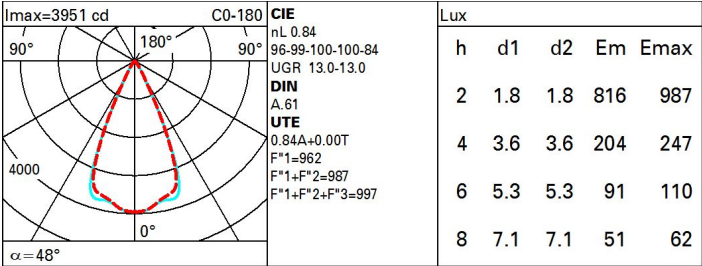 Imax=3951 cd C0-180
90° 180° 90°
4000
0°
α=48°
CIE
nL 0.84
96-99-100-100-84
UGR 13.0-13.0
DIN
A.61
UTE
0.84A+0.00T
F"1=962
F"1+F"2=987
F"1+F"2+F"3=997
Lux
h d1 d2 Em Emax
2 1.8 1.8 816 987
4 3.6 3.6 204 247
6 5.3 5.3 91 110
8 7.1 7.1 51 62